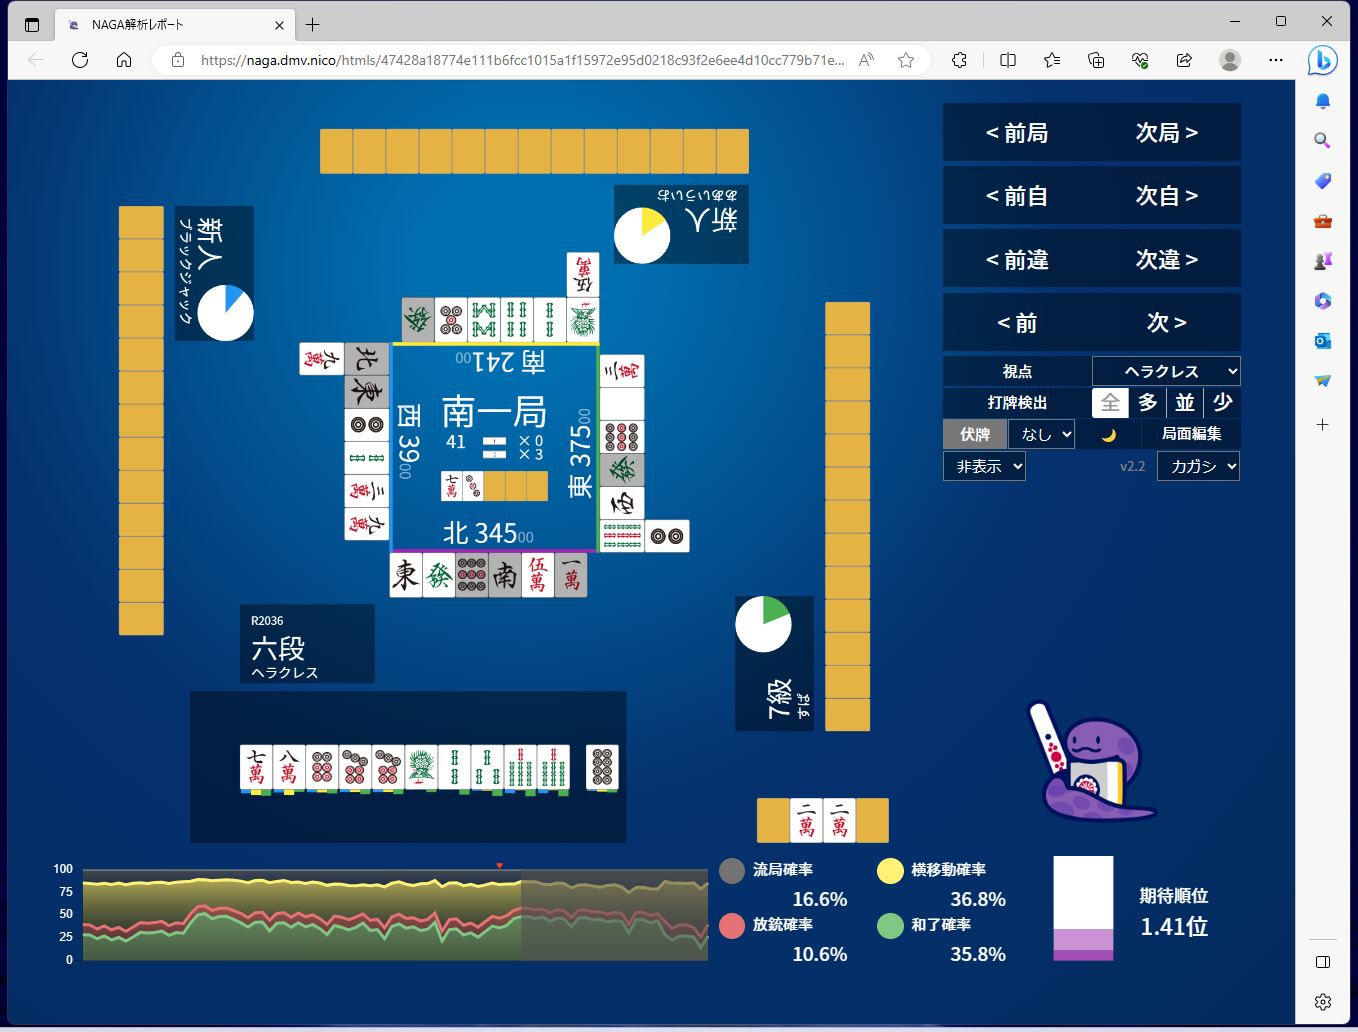 NAGA解析レポート
https://naga.dmv.nico/htmls/47428a18774e111b6fcc1015a1f15972e95d0218c93f2e6ee4d10cc779b71e...
<前局 次局>
<前自 次自>
<前違 次違>
<前 次>
視点 ヘラクレス
打牌検出 全 多 並 少
伏牌 なし 局面編集
非表示 v2.2 カガシ
ああいういお
新人
新人
ブラックジャック
南 24100
西 3900
南一局
41 ×0
×3
東 37500
北 34500
R2036
六段
ヘラクレス
7級
100
75
50
25
0
流局確率
16.6%
横移動確率
36.8%
放銃確率
10.6%
和了確率
35.8%
期待順位
1.41位